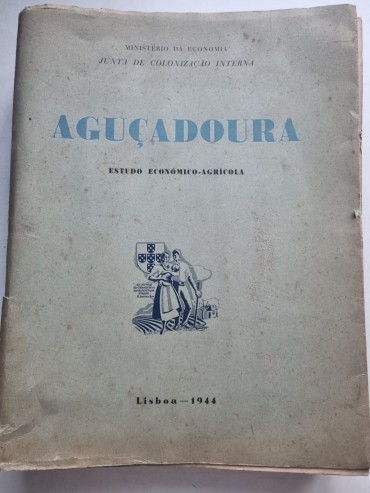 MINISTÉRIO DA ECONOMIA
JUNTA DE COLONIZAÇÃO INTERNA
AGUÇADOURA
ESTUDO ECONÓMICO-AGRÍCOLA
Lisboa — 1944